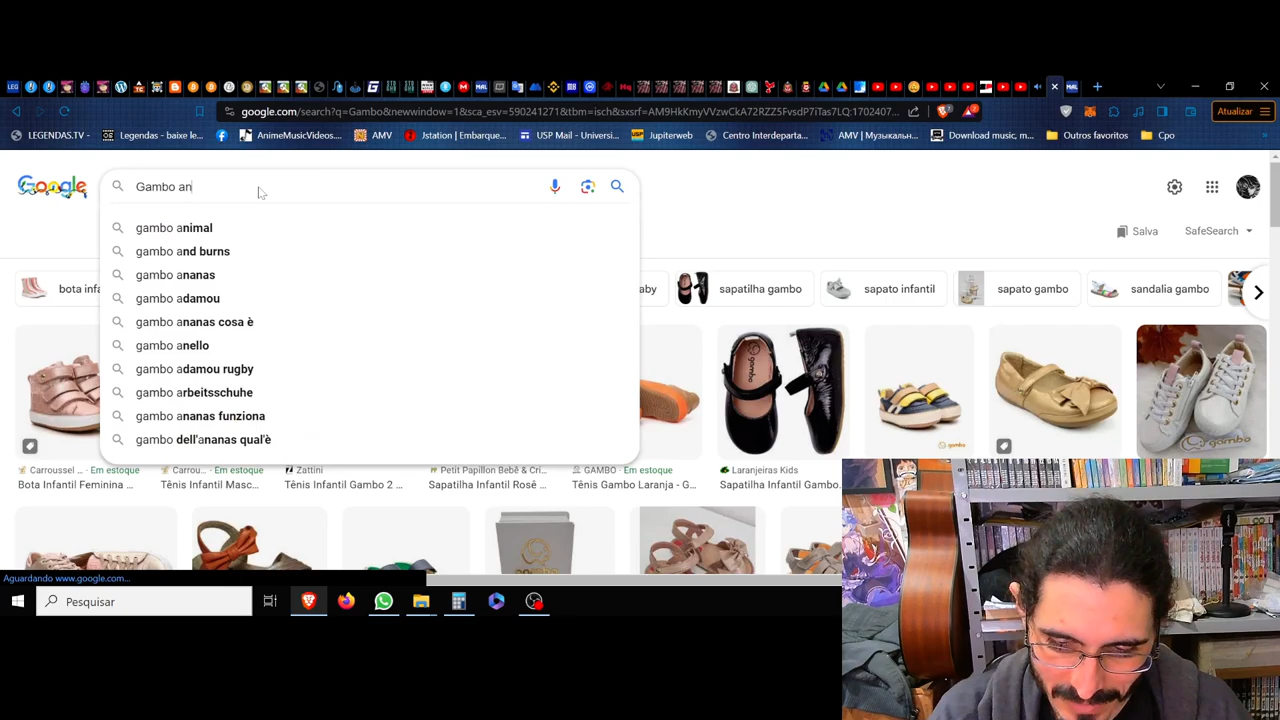 google.com/search?q=Gambo&newwindow=1&sca_esv=590241271&tbm=isch&sxsrf=AM9HkKmyVVzwCkA72RZZ5FvsdP7iTas7LQ:1702407...
Atualizar
LEGENDAS.TV -
Legendas - baixe le...
AnimeMusicVideos....
AMV
Jstation | Embarque...
USP Mail - Universi...
Jupiterweb
Centro Interdeparta...
AMV | Музыкальн...
Download music, m...
Outros favoritos
Cpo
Google
Gambo an
gambo animal
gambo and burns
gambo ananas
gambo adamou
gambo ananas cosa è
gambo anello
gambo adamou rugby
gambo arbeitsschuhe
gambo ananas funziona
gambo dell'ananas qual'è
Salva
SafeSearch
bota infa
aby
sapatilha gambo
sapato infantil
sapato gambo
sandalia gambo
gambo
gambo
gambo
Carroussel ... · Em estoque
Carrou... · Em estoque
Zattini
Petit Papillon Bebê & Cri...
GAMBO · Em estoque
Laranjeiras Kids
Bota Infantil Feminina ...
Tênis Infantil Masc...
Tênis Infantil Gambo 2 ...
Sapatilha Infantil Rosê ...
Tênis Gambo Laranja - G...
Sapatilha Infantil Gambo...
Aguardando www.google.com...
Pesquisar